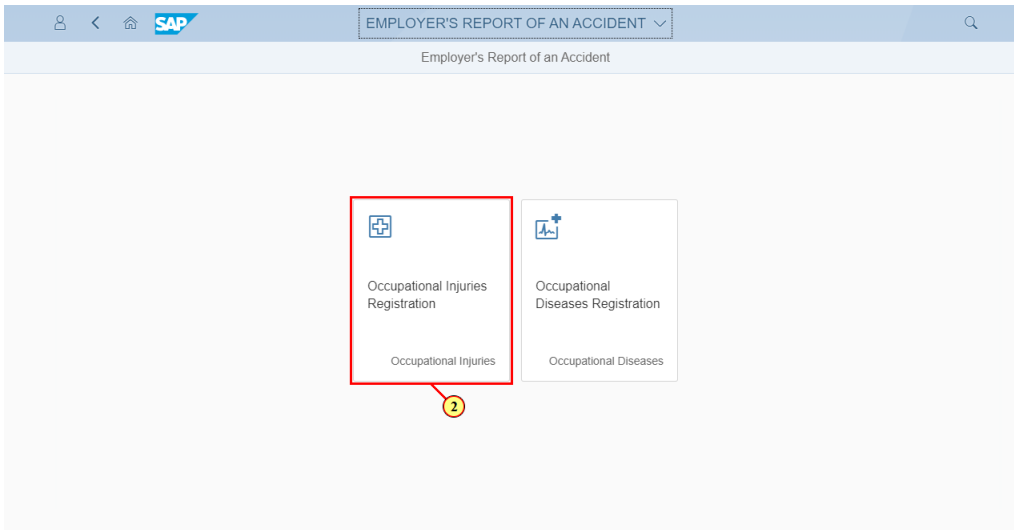 SAP
EMPLOYER'S REPORT OF AN ACCIDENT
Employer's Report of an Accident
Occupational Injuries
Registration
Occupational Injuries
Occupational
Diseases Registration
Occupational Diseases
2